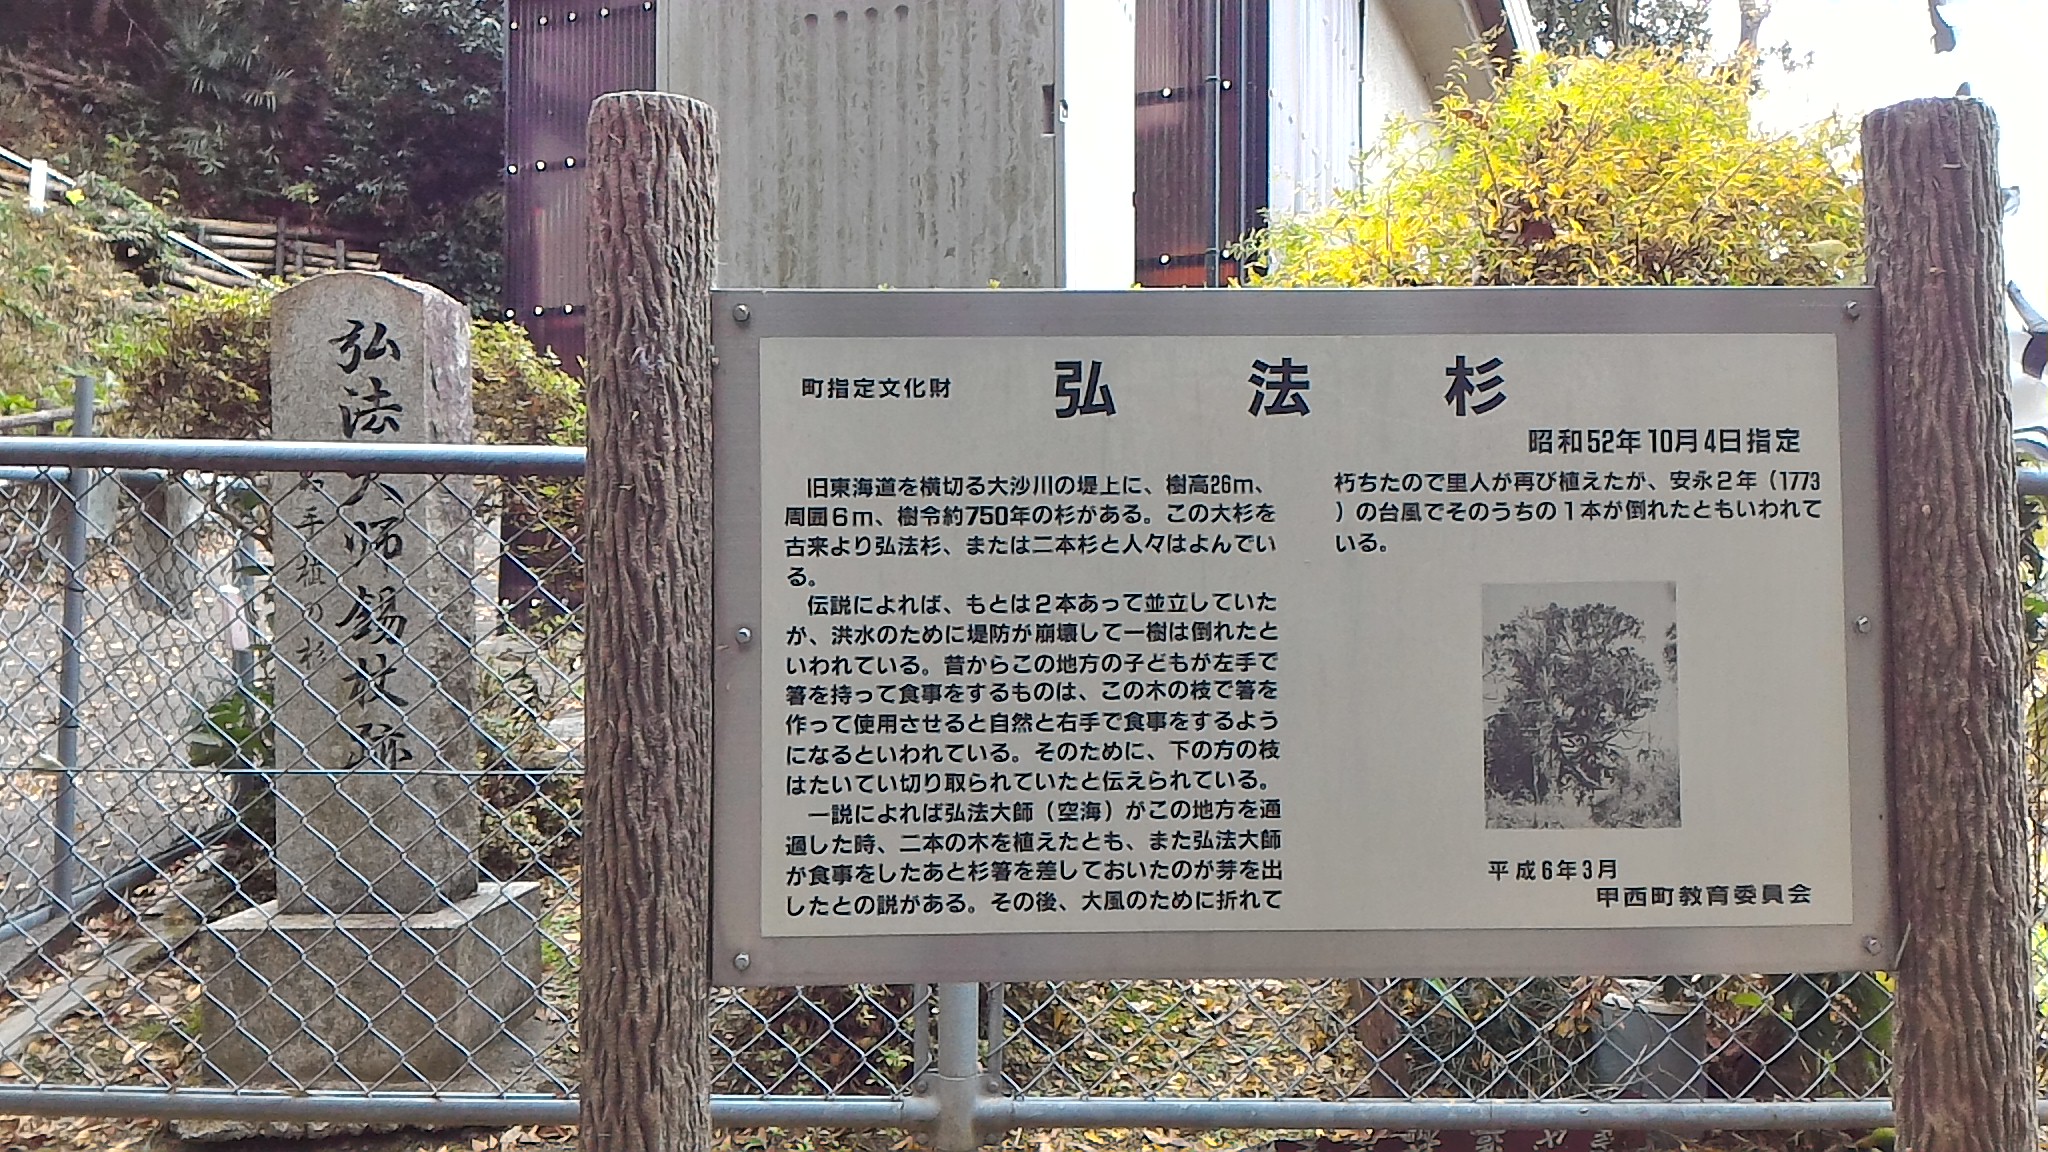 弘法大師錫杖跡
手植の杉
町指定文化財
弘法杉
昭和52年10月4日指定
旧東海道を横切る大沙川の堤上に、樹高26m、
周囲6m、樹令約750年の杉がある。この大杉を
古来より弘法杉、または二本杉と人々はよんでい
る。
伝説によれば、もとは2本あって並立していた
が、洪水のために堤防が崩壊して一樹は倒れたと
いわれている。昔からこの地方の子どもが左手で
箸を持って食事をするものは、この木の枝で箸を
作って使用させると自然と右手で食事をするよう
になるといわれている。そのために、下の方の枝
はたいてい切り取られていたと伝えられている。
一説によれば弘法大師（空海）がこの地方を通
過した時、二本の木を植えたとも、また弘法大師
が食事をしたあと杉箸を差しておいたのが芽を出
したとの説がある。その後、大風のために折れて
朽ちたので里人が再び植えたが、安永2年（1773
）の台風でそのうちの1本が倒れたともいわれて
いる。
平成6年3月
甲西町教育委員会